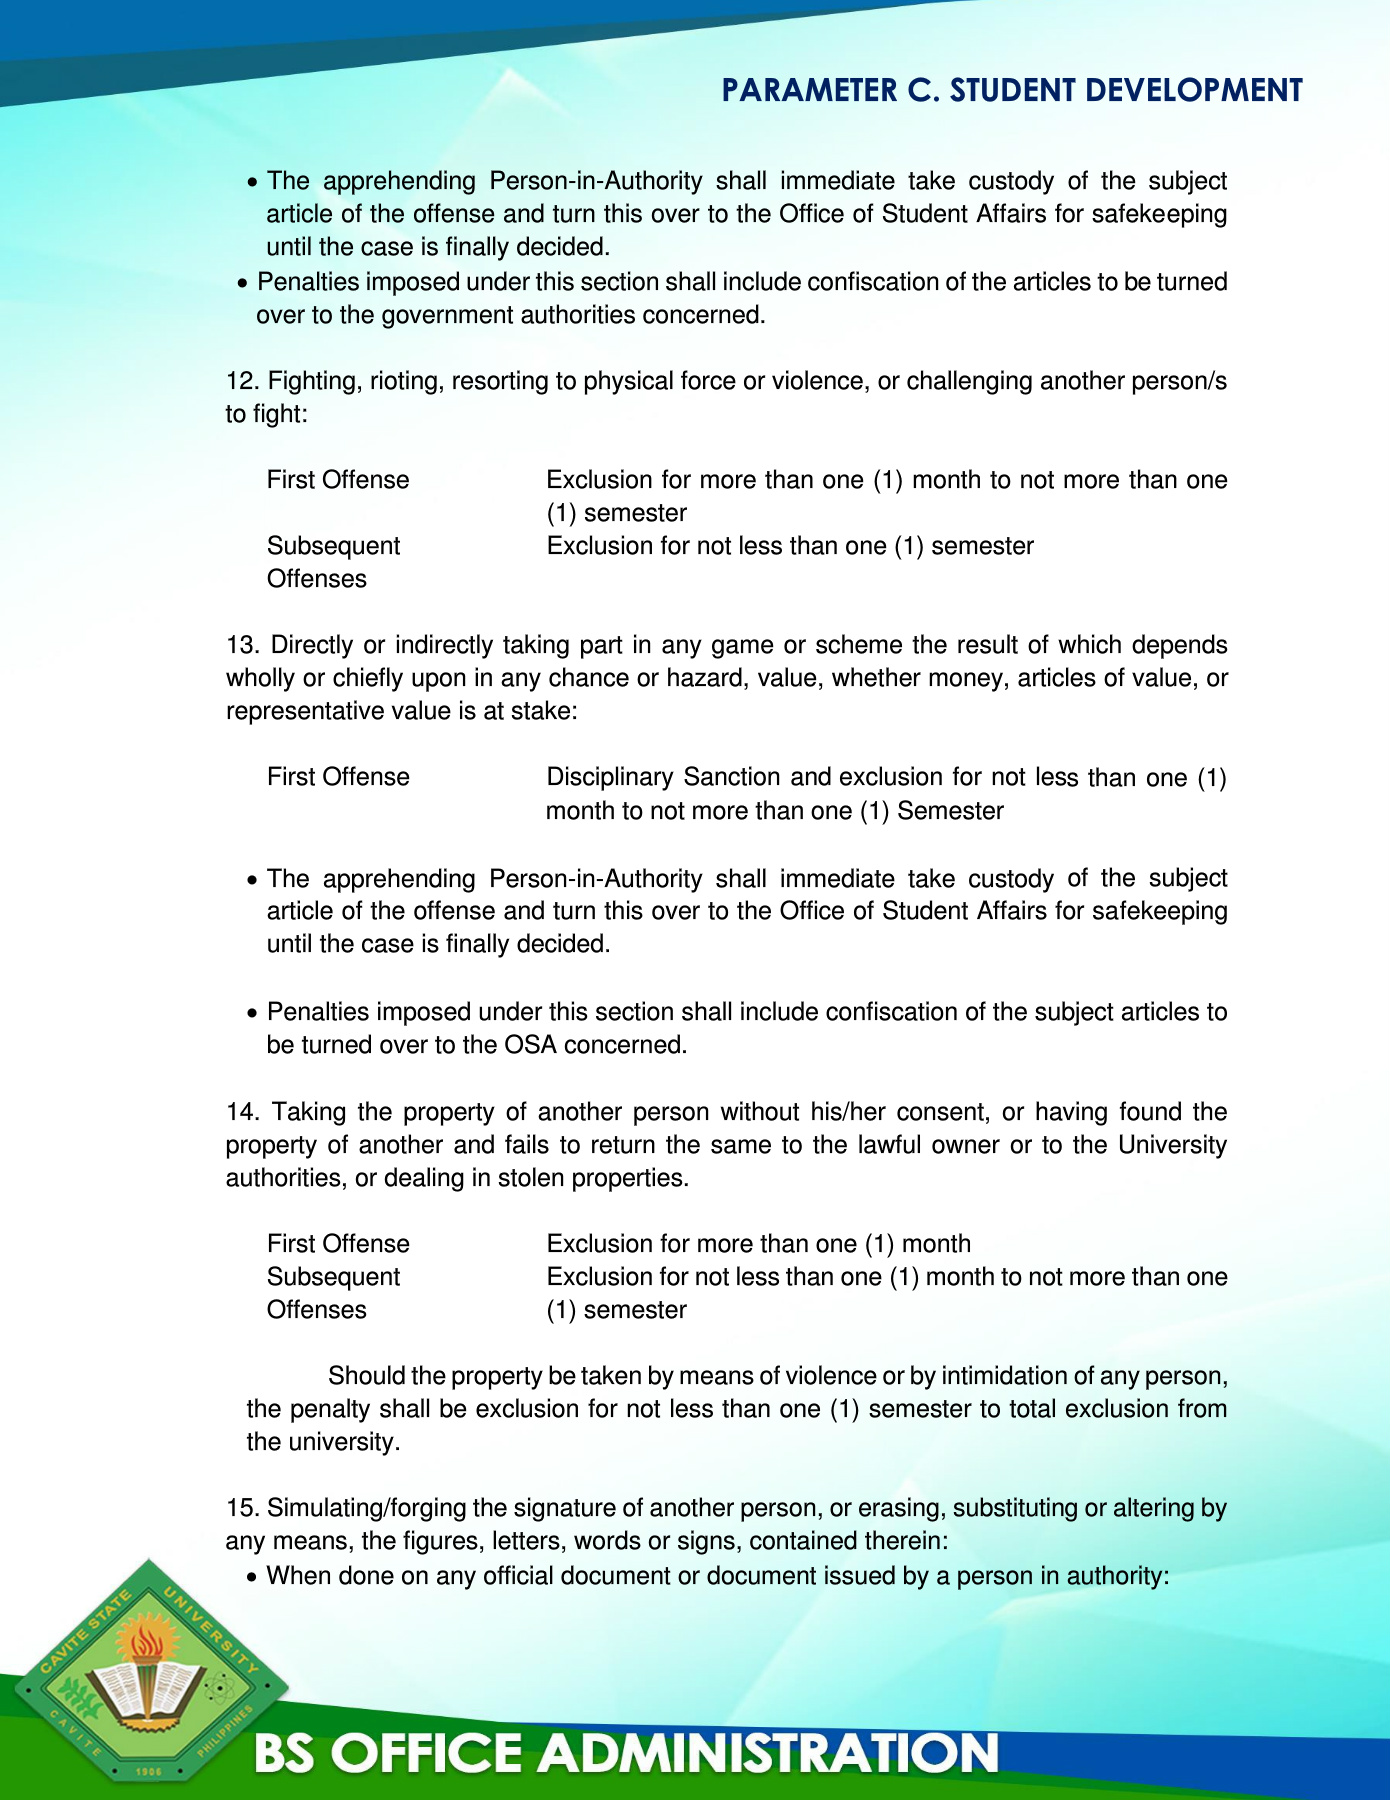 PARAMETER C. STUDENT DEVELOPMENT
• The apprehending Person-in-Authority shall immediate take custody of the subject
article of the offense and turn this over to the Office of Student Affairs for safekeeping
until the case is finally decided.
• Penalties imposed under this section shall include confiscation of the articles to be turned
over to the government authorities concerned.
12. Fighting, rioting, resorting to physical force or violence, or challenging another person/s
to fight:
First Offense Exclusion for more than one (1) month to not more than one
(1) semester
Subsequent Exclusion for not less than one (1) semester
Offenses
13. Directly or indirectly taking part in any game or scheme the result of which depends
wholly or chiefly upon in any chance or hazard, value, whether money, articles of value, or
representative value is at stake:
First Offense Disciplinary Sanction and exclusion for not less than one (1)
month to not more than one (1) Semester
• The apprehending Person-in-Authority shall immediate take custody of the subject
article of the offense and turn this over to the Office of Student Affairs for safekeeping
until the case is finally decided.
• Penalties imposed under this section shall include confiscation of the subject articles to
be turned over to the OSA concerned.
14. Taking the property of another person without his/her consent, or having found the
property of another and fails to return the same to the lawful owner or to the University
authorities, or dealing in stolen properties.
First Offense Exclusion for more than one (1) month
Subsequent Exclusion for not less than one (1) month to not more than one
Offenses (1) semester
Should the property be taken by means of violence or by intimidation of any person,
the penalty shall be exclusion for not less than one (1) semester to total exclusion from
the university.
15. Simulating/forging the signature of another person, or erasing, substituting or altering by
any means, the figures, letters, words or signs, contained therein:
• When done on any official document or document issued by a person in authority:
CAVITE STATE UNIVERSITY
CAVITE PHILIPPINES
1906
BS OFFICE ADMINISTRATION